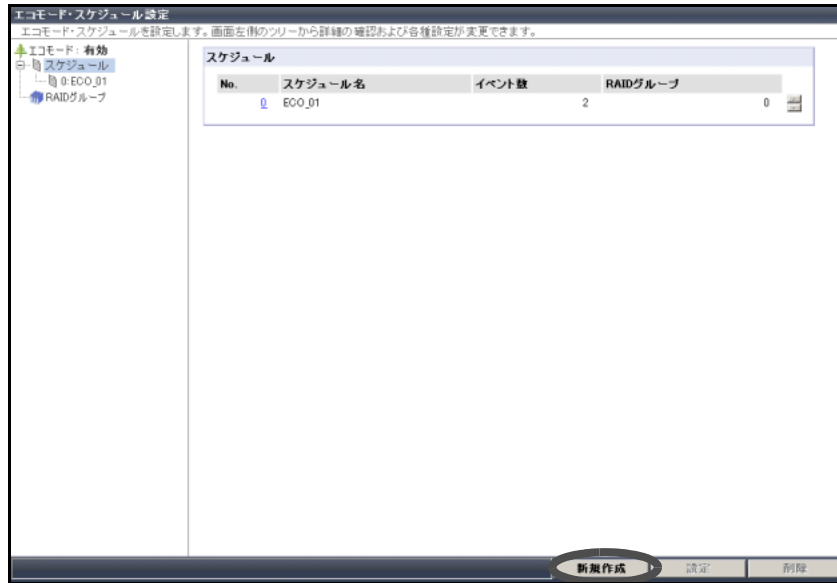 エコモード・スケジュール設定
エコモード・スケジュールを設定します。画面左側のツリーから詳細の確認および各種設定が変更できます。
エコモード: 有効
スケジュール
0:ECO_01
RAIDグループ
スケジュール
No. スケジュール名 イベント数 RAIDグループ
0 ECO_01 2 0
新規作成 設定 削除